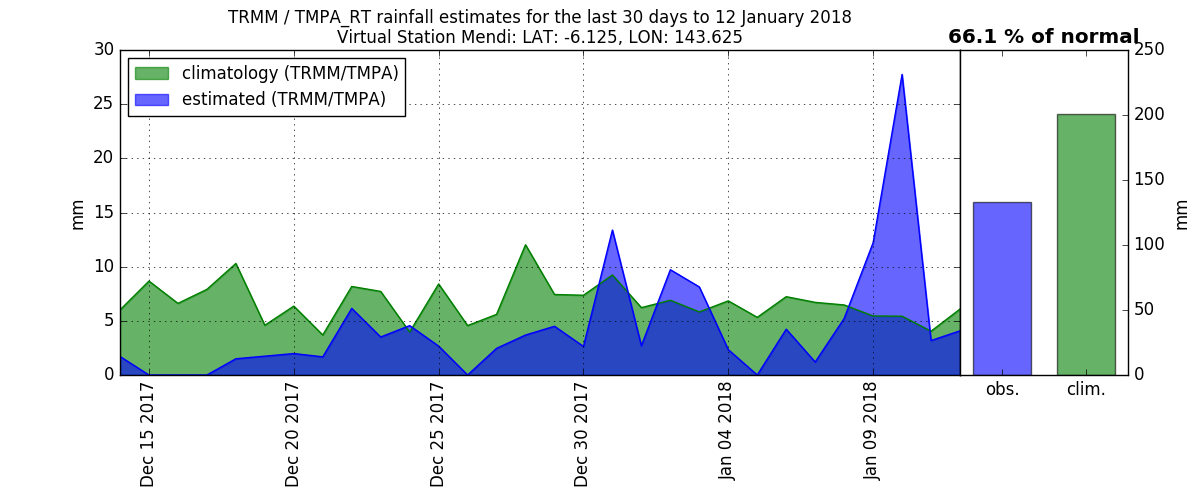 TRMM / TMPA_RT rainfall estimates for the last 30 days to 12 January 2018
Virtual Station Mendi: LAT: -6.125, LON: 143.625
66.1 % of normal
climatology (TRMM/TMPA)
estimated (TRMM/TMPA)
30
25
20
15
10
5
0
mm
Dec 15 2017
Dec 20 2017
Dec 25 2017
Dec 30 2017
Jan 04 2018
Jan 09 2018
obs.
clim.
250
200
150
100
50
0
mm